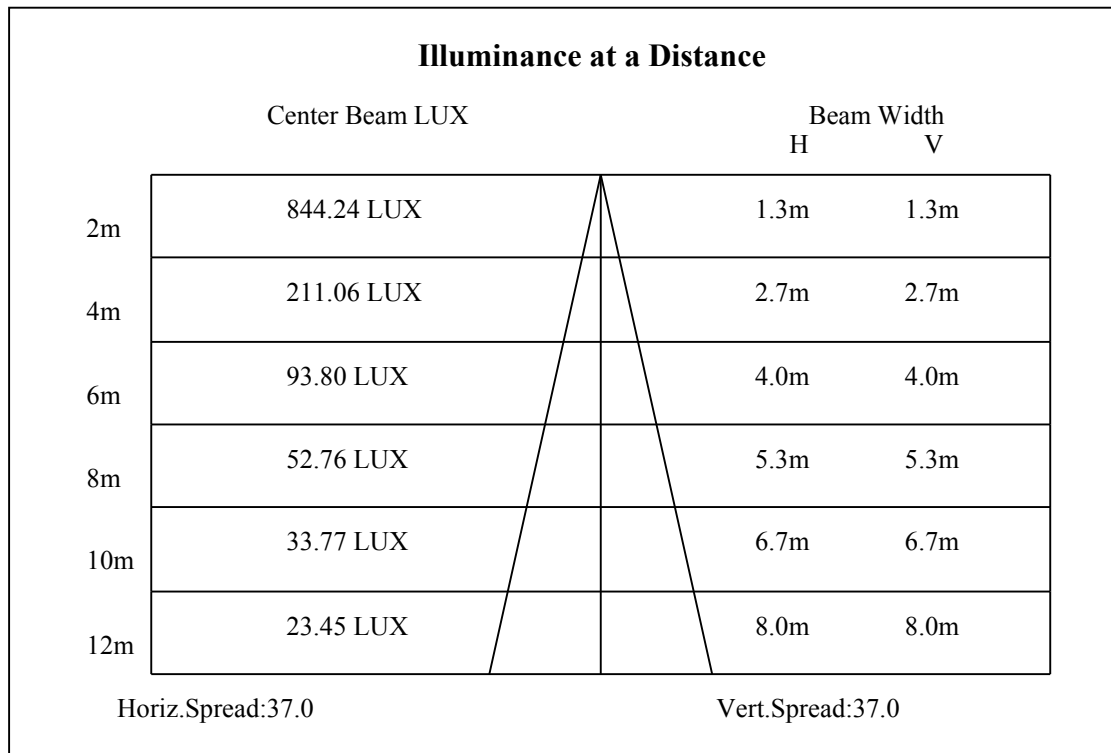 Illuminance at a Distance
Center Beam LUX Beam Width
H V
2m 844.24 LUX 1.3m 1.3m
4m 211.06 LUX 2.7m 2.7m
6m 93.80 LUX 4.0m 4.0m
8m 52.76 LUX 5.3m 5.3m
10m 33.77 LUX 6.7m 6.7m
12m 23.45 LUX 8.0m 8.0m
Horiz.Spread:37.0 Vert.Spread:37.0